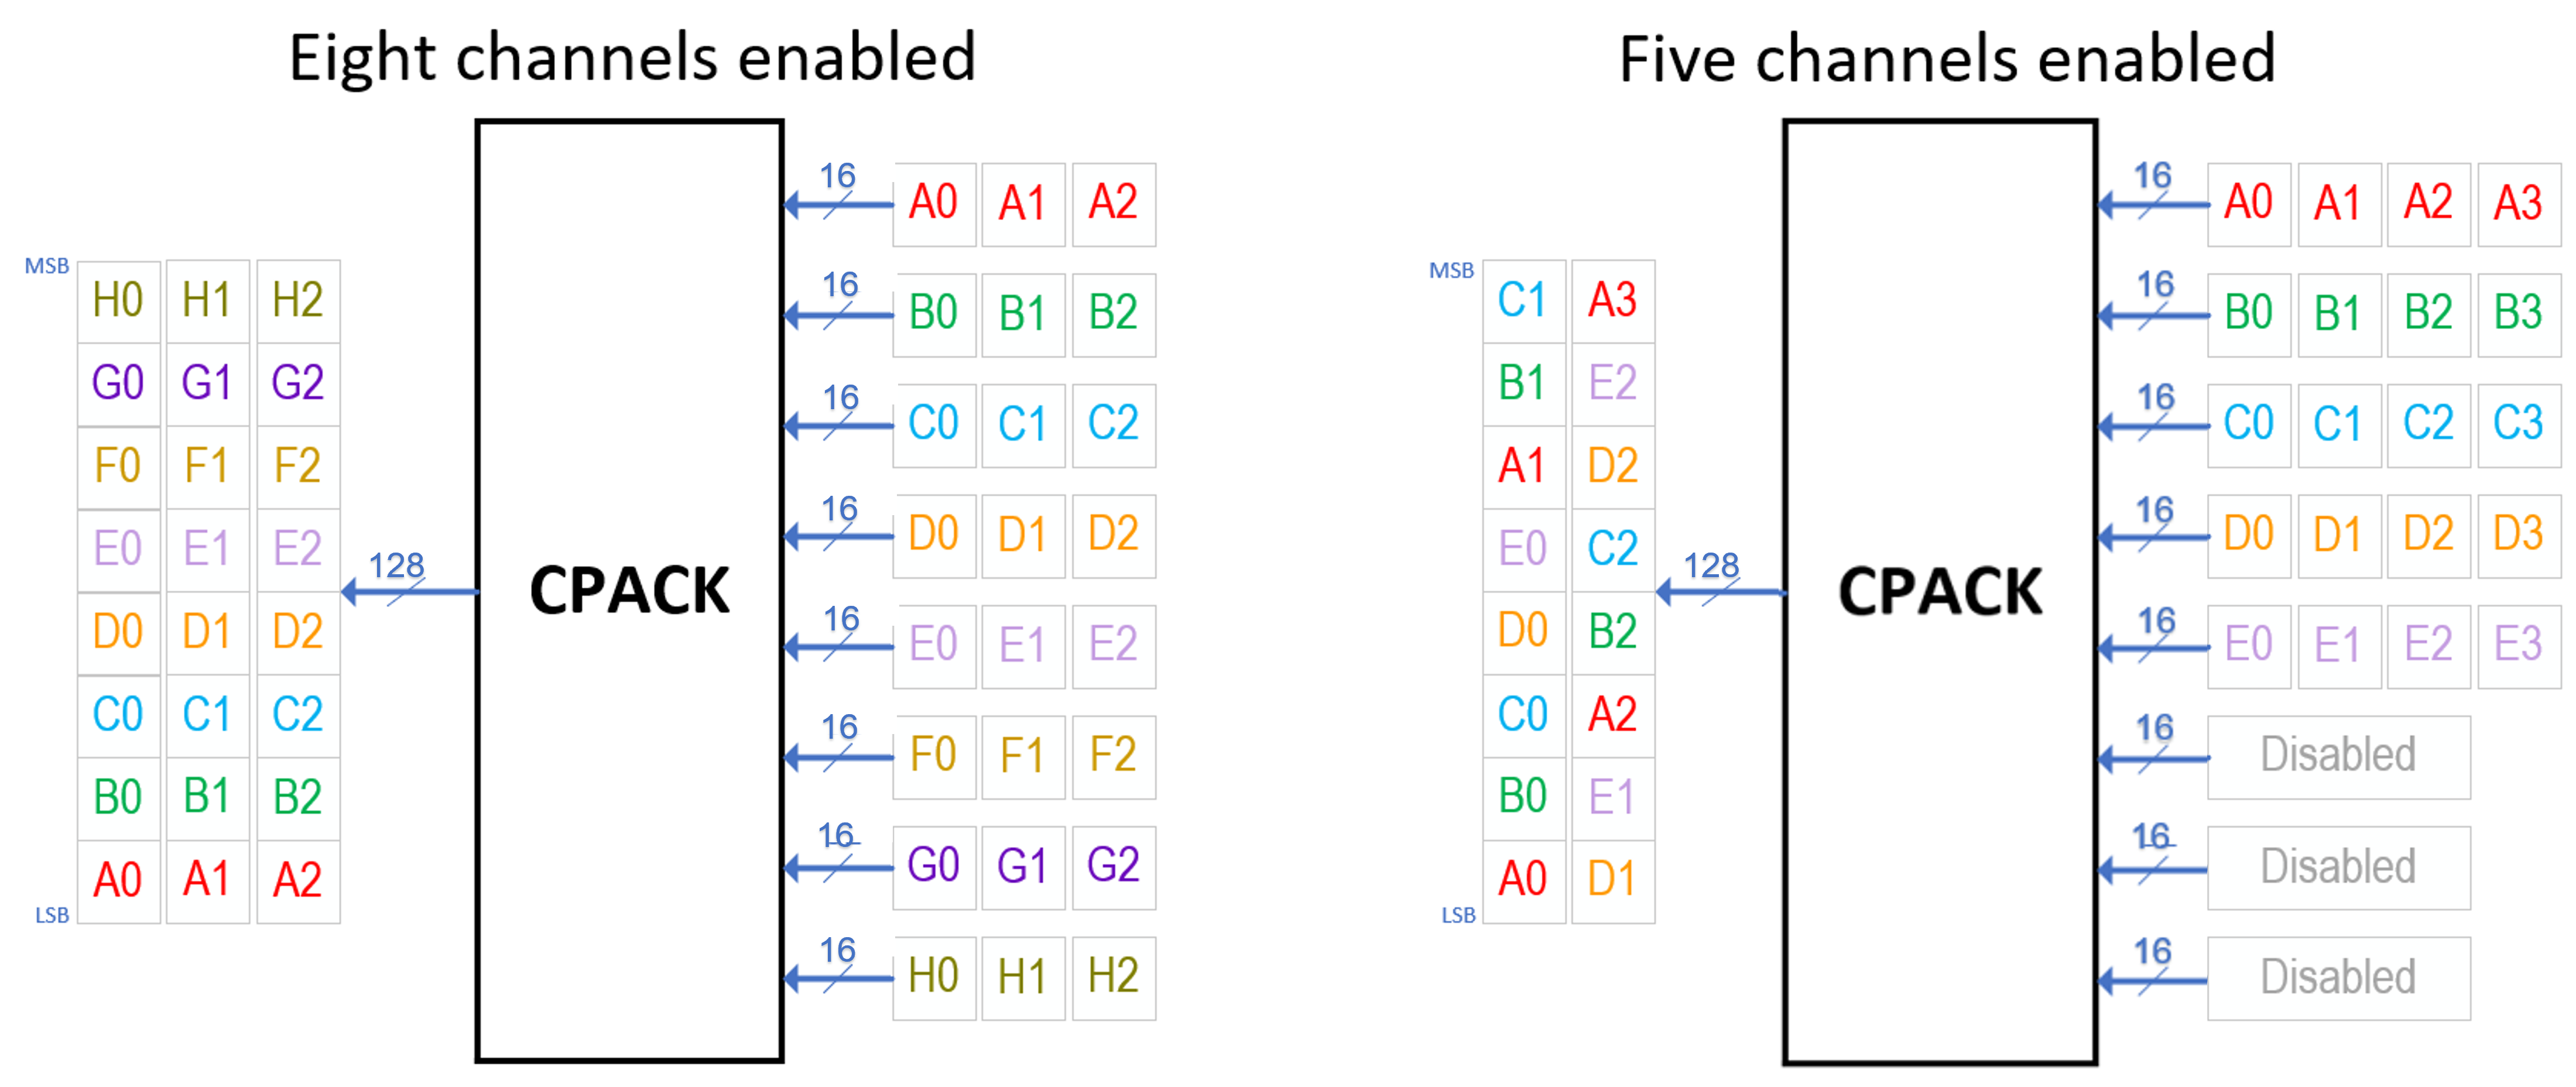 Eight channels enabled
MSB
H0 H1 H2
G0 G1 G2
F0 F1 F2
E0 E1 E2
D0 D1 D2
C0 C1 C2
B0 B1 B2
A0 A1 A2
LSB
128
CPACK
16 A0 A1 A2
16 B0 B1 B2
16 C0 C1 C2
16 D0 D1 D2
16 E0 E1 E2
16 F0 F1 F2
16 G0 G1 G2
16 H0 H1 H2
Five channels enabled
MSB
C1 A3
B1 E2
A1 D2
E0 C2
D0 B2
C0 A2
B0 E1
A0 D1
LSB
128
CPACK
16 A0 A1 A2 A3
16 B0 B1 B2 B3
16 C0 C1 C2 C3
16 D0 D1 D2 D3
16 E0 E1 E2 E3
16 Disabled
16 Disabled
16 Disabled